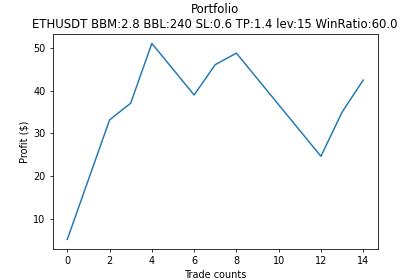 Portfolio
ETHUSDT BBM:2.8 BBL:240 SL:0.6 TP:1.4 lev:15 WinRatio:60.0
Profit ($)
50
40
30
20
10
0 2 4 6 8 10 12 14
Trade counts